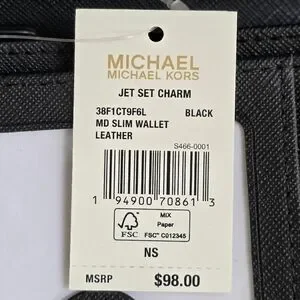 MICHAEL
MICHAEL KORS
JET SET CHARM
38F1CT9F6L BLACK
MD SLIM WALLET
LEATHER
S466-0001
1 94900 70861 3
FSC
MIX
Paper
FSC™ C012345
NS
MSRP $98.00